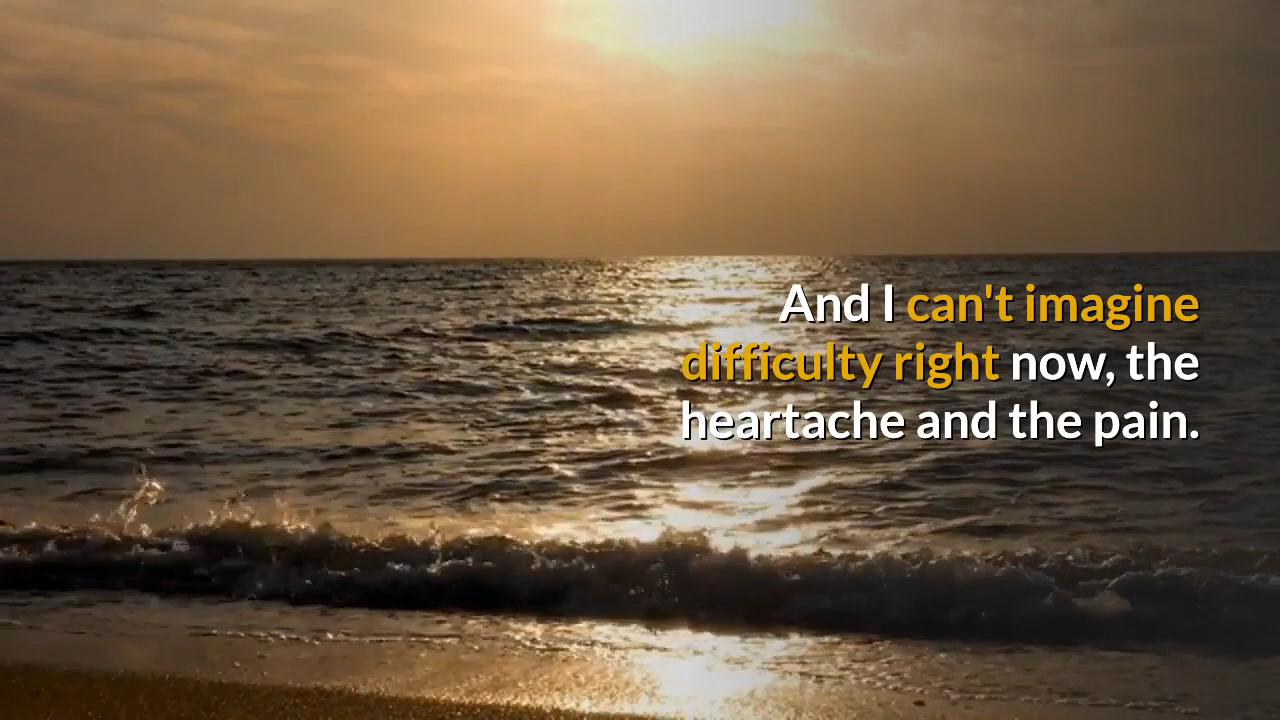 And I can't imagine
difficulty right now, the
heartache and the pain.